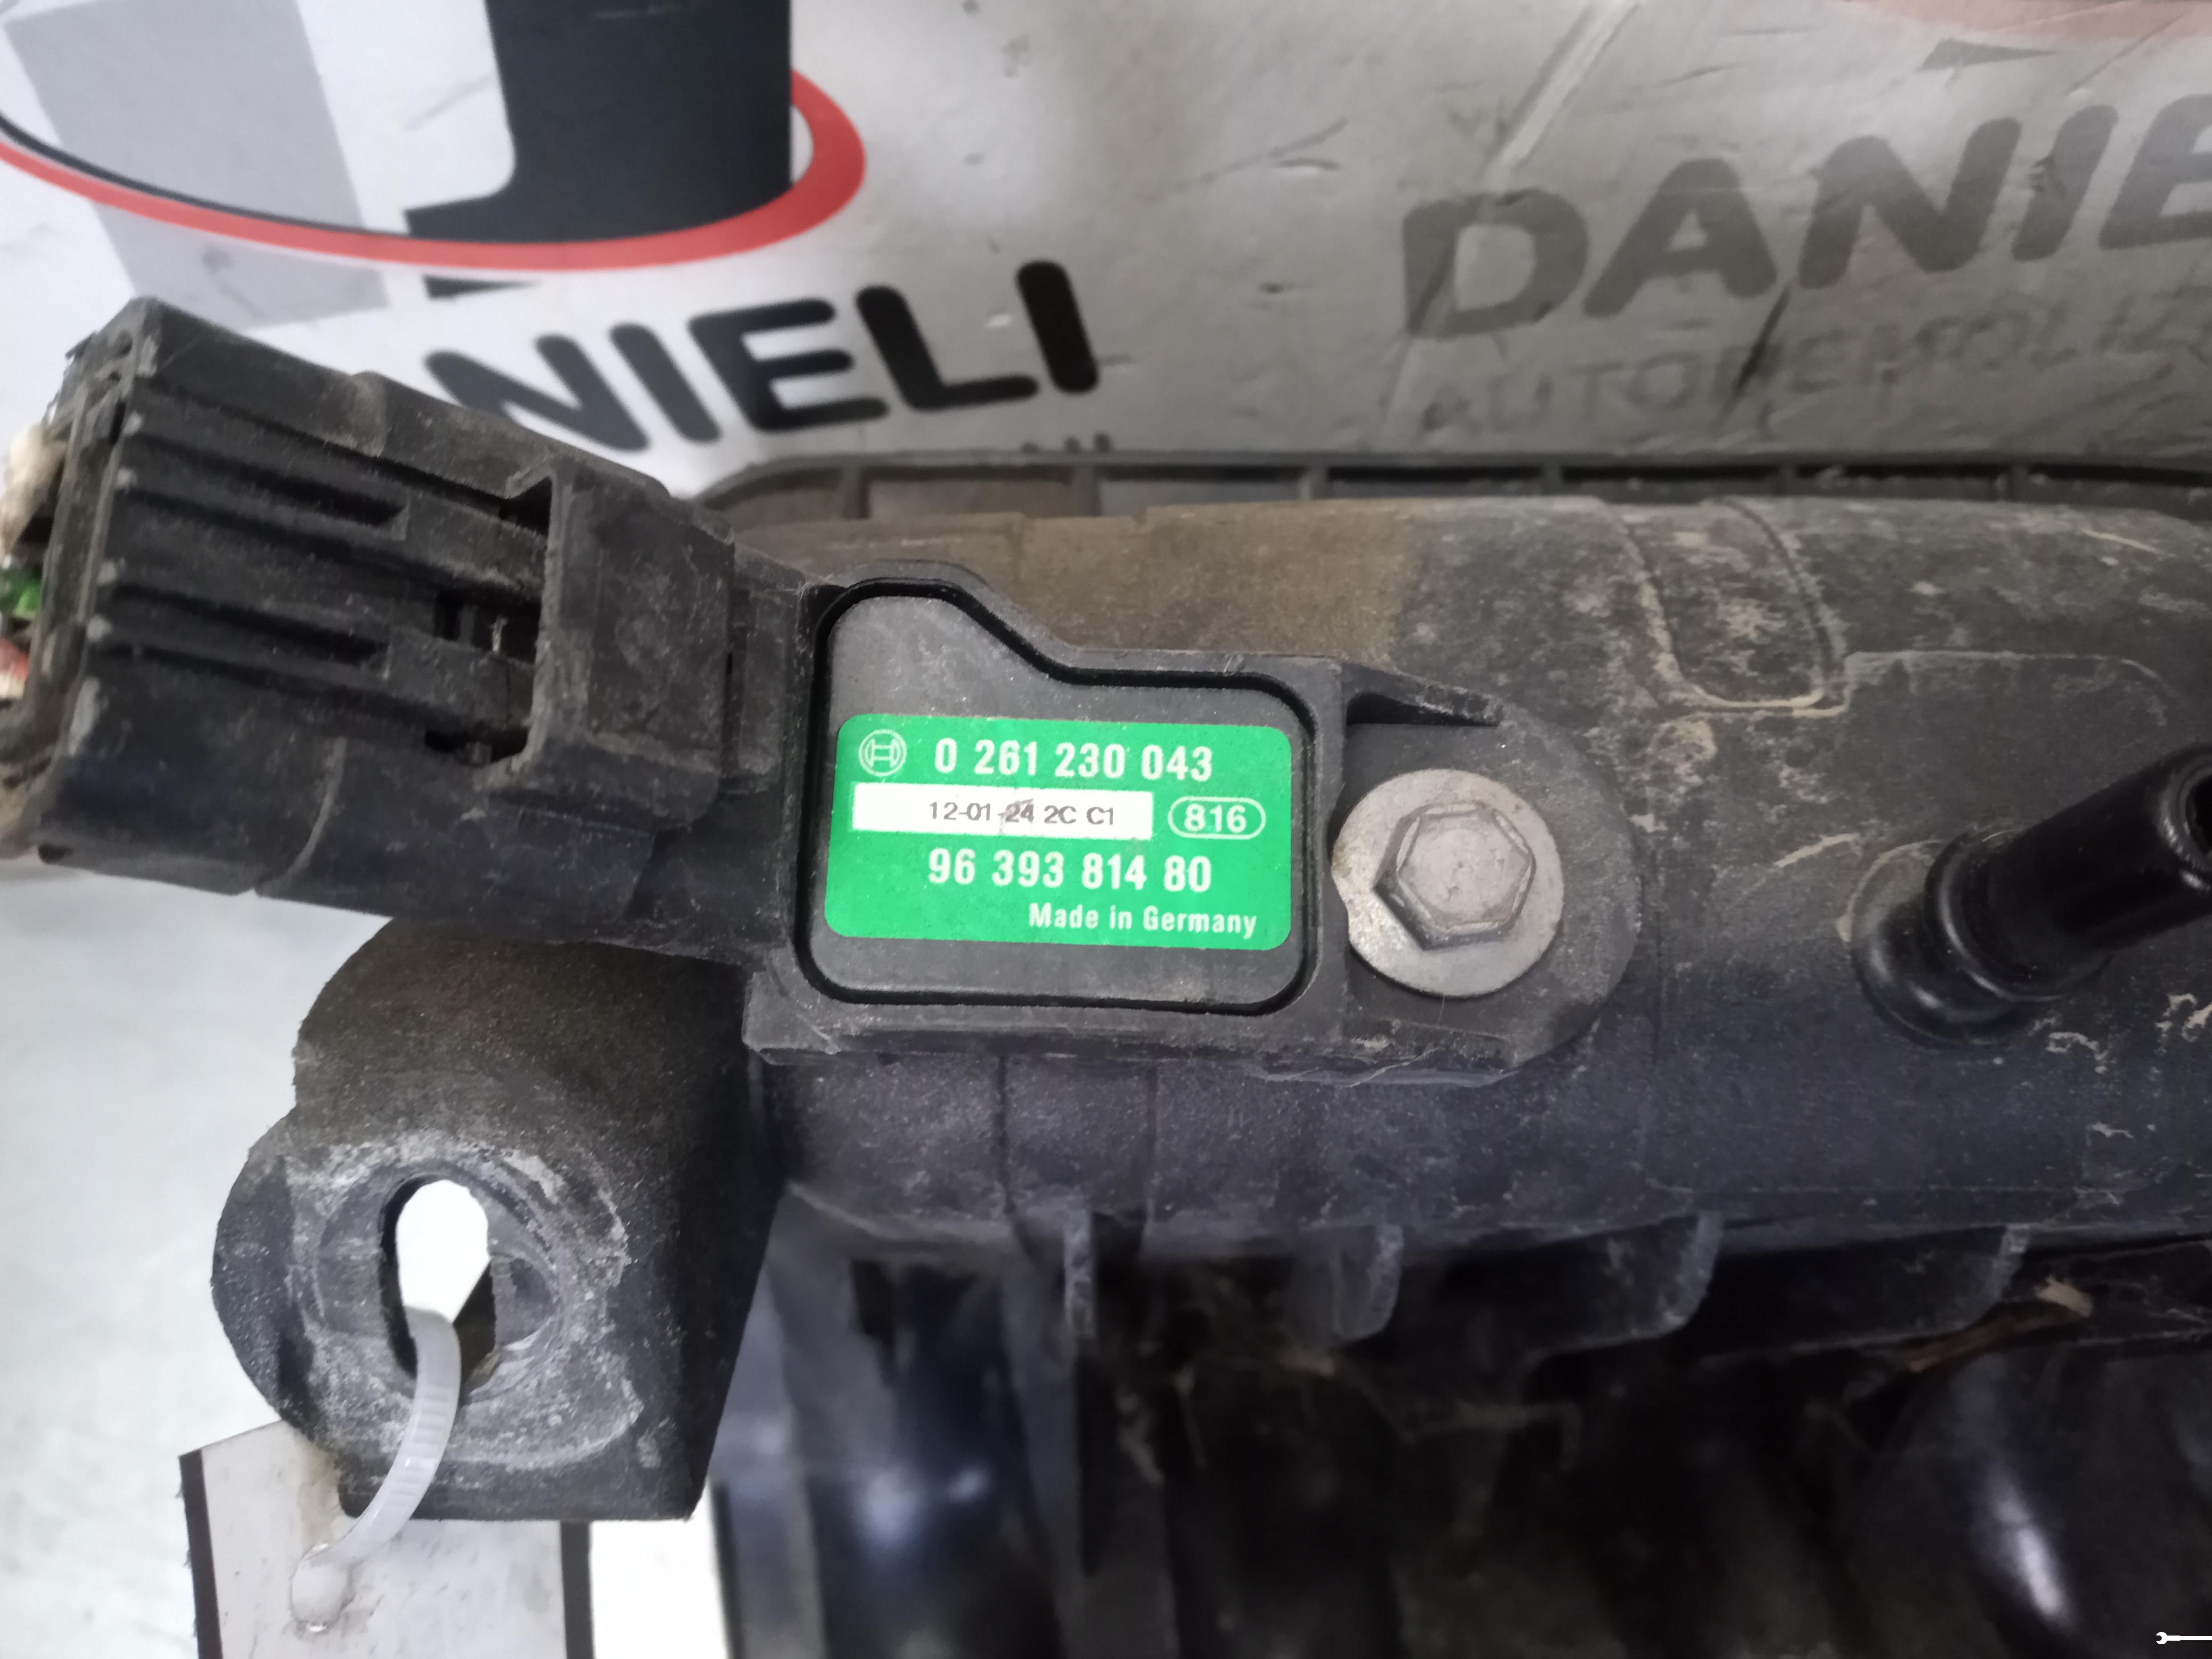 DANIE
NIELI
AUTODEMOLIZ
0 261 230 043
12-01-24 2C C1
816
96 393 814 80
Made in Germany